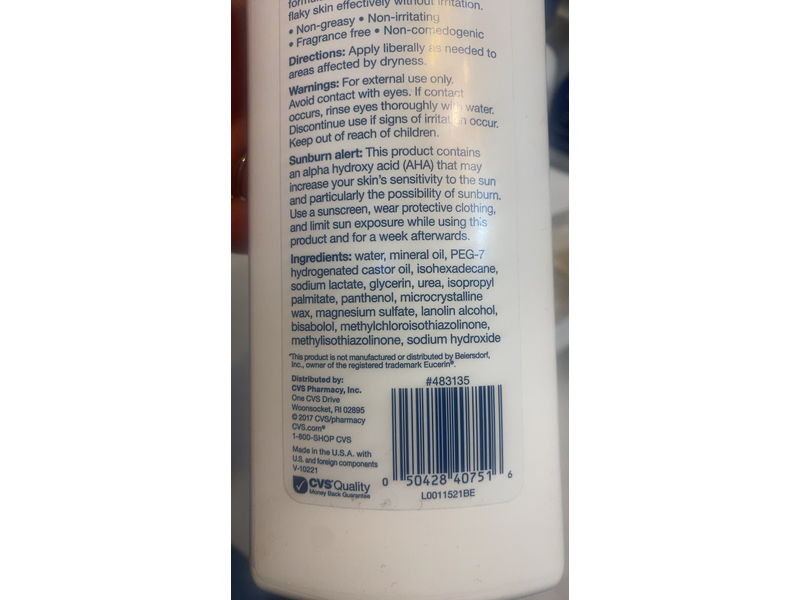 flaky skin effectively without irritation.
• Non-greasy • Non-irritating
• Fragrance free • Non-comedogenic
Directions: Apply liberally as needed to
areas affected by dryness.
Warnings: For external use only.
Avoid contact with eyes. If contact
occurs, rinse eyes thoroughly with water.
Discontinue use if signs of irritation occur.
Keep out of reach of children.
Sunburn alert: This product contains
an alpha hydroxy acid (AHA) that may
increase your skin's sensitivity to the sun
and particularly the possibility of sunburn.
Use a sunscreen, wear protective clothing,
and limit sun exposure while using this
product and for a week afterwards.
Ingredients: water, mineral oil, PEG-7
hydrogenated castor oil, isohexadecane,
sodium lactate, glycerin, urea, isopropyl
palmitate, panthenol, microcrystalline
wax, magnesium sulfate, lanolin alcohol,
bisabolol, methylchloroisothiazolinone,
methylisothiazolinone, sodium hydroxide
*This product is not manufactured or distributed by Beiersdorf,
Inc., owner of the registered trademark Eucerin®.
Distributed by:
CVS Pharmacy, Inc.
One CVS Drive
Woonsocket, RI 02895
© 2017 CVS/pharmacy
CVS.com®
1-800-SHOP CVS
Made in the U.S.A. with
U.S. and foreign components
V-10221
CVS Quality
Money Back Guarantee
#483135
0 50428 40751 6
L0011521BE